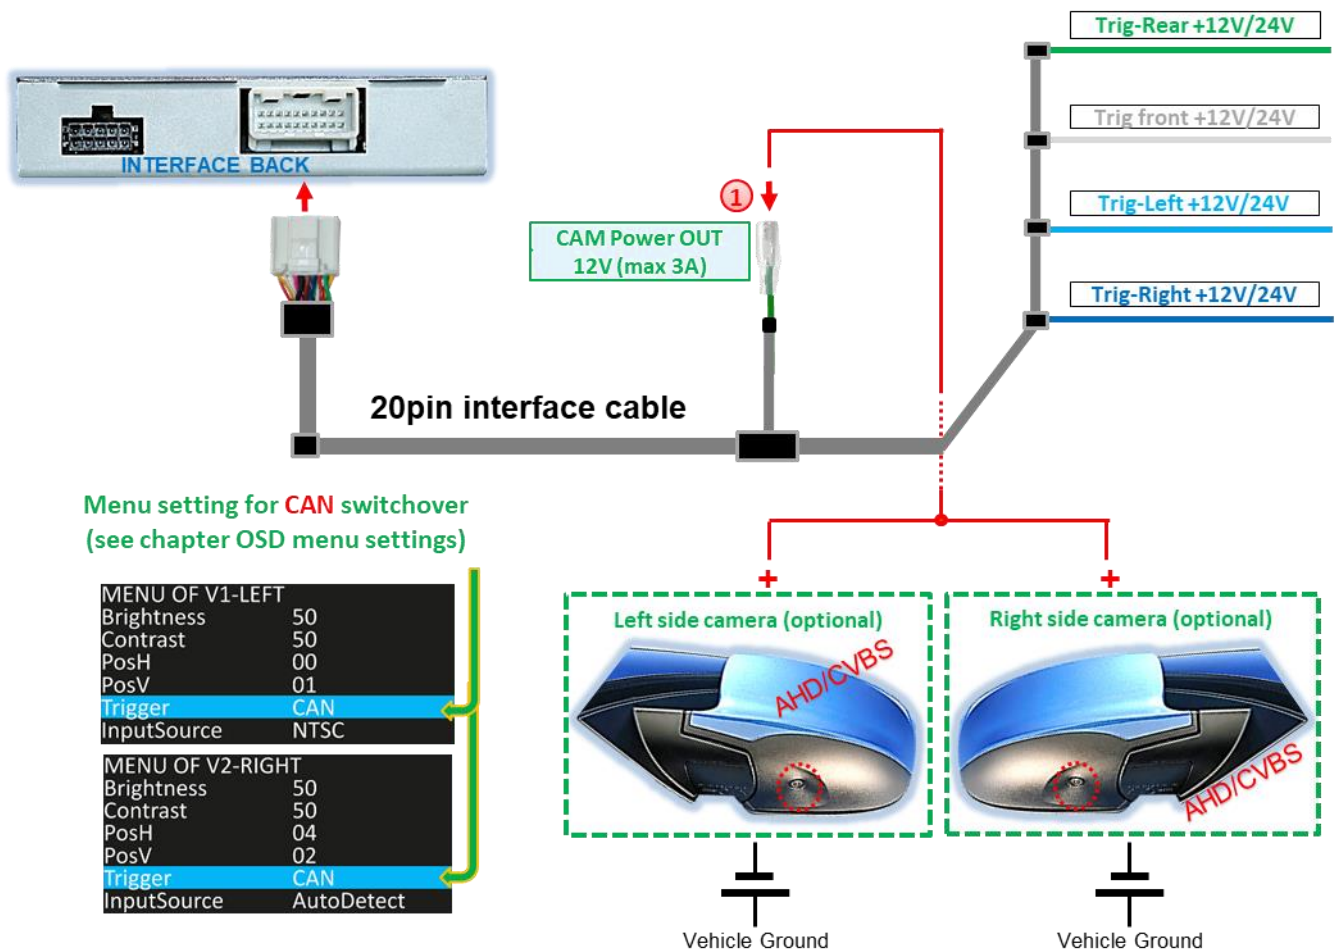 Trig-Rear +12V/24V
Trig front +12V/24V
Trig-Left +12V/24V
Trig-Right +12V/24V
INTERFACE BACK
1
CAM Power OUT
12V (max 3A)
20pin interface cable
Menu setting for CAN switchover
(see chapter OSD menu settings)
MENU OF V1-LEFT
Brightness 50
Contrast 50
PosH 00
PosV 01
Trigger CAN
InputSource NTSC
MENU OF V2-RIGHT
Brightness 50
Contrast 50
PosH 04
PosV 02
Trigger CAN
InputSource AutoDetect
+
+
Left side camera (optional)
AHD/CVBS
Right side camera (optional)
AHD/CVBS
Vehicle Ground
Vehicle Ground